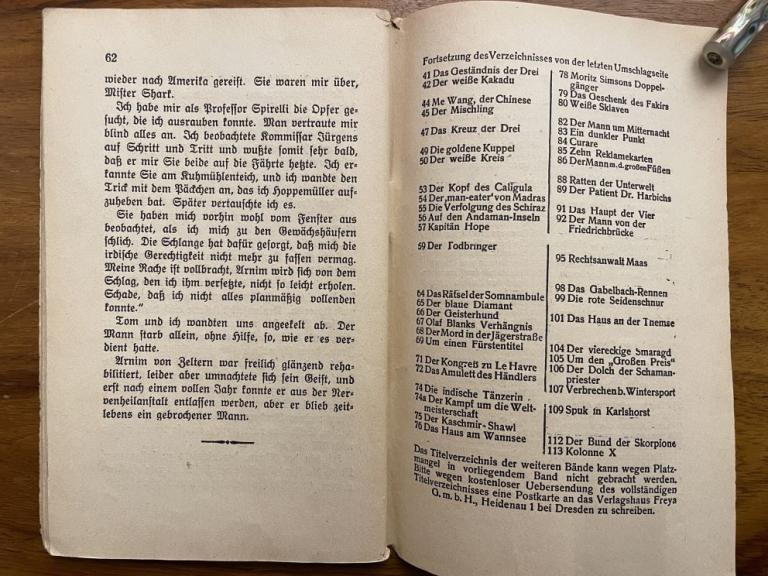 62
wieder nach Amerika gereist. Sie waren mir über,
Mister Shark.
Ich habe mir als Professor Spirelli die Opfer ge-
sucht, die ich ausrauben konnte. Man vertraute mir
blind alles an. Ich beobachtete Kommissar Jürgens
auf Schritt und Tritt und wußte somit sehr bald,
daß er mir Sie beide auf die Fährte hetzte. Ich er-
kannte Sie am Kuhmühlenteich, und ich wandte den
Trick mit dem Päckchen an, das ich Hoppemüller auf-
zuheben bat. Später vertauschte ich es.
Sie haben mich vorhin wohl vom Fenster aus
beobachtet, als ich mich zu den Gewächshäusern
schlich. Die Schlange hat dafür gesorgt, daß mich die
irdische Gerechtigkeit nicht mehr zu fassen vermag.
Meine Rache ist vollbracht, Arnim wird sich von dem
Schlag, den ich ihm versetzte, nicht so leicht erholen.
Schade, daß ich nicht alles planmäßig vollenden
konnte.“
Tom und ich wandten uns angeekelt ab. Der
Mann starb allein, ohne Hilfe, so, wie er es ver-
dient hatte.
Arnim von Zeltern war freilich glänzend reha-
bilitiert, leider aber umnachtete sich sein Geist, und
erst nach einem vollen Jahr konnte er aus der Ner-
venheilanstalt entlassen werden, aber er blieb zeit-
lebens ein gebrochener Mann.
Fortsetzung des Verzeichnisses von der letzten Umschlagseite
41 Das Geständnis der Drei
42 Der weiße Kakadu
44 Me Wang, der Chinese
45 Der Mischling
47 Das Kreuz der Drei
49 Die goldene Kuppel
50 Der weiße Kreis
53 Der Kopf des Caligula
54 Der „man-eater“ von Madras
55 Die Verfolgung des Schiraz
56 Auf den Andaman-Inseln
57 Kapitän Hope
59 Der Todbringer
64 Das Rätsel der Somnambule
65 Der blaue Diamant
66 Der Geisterhund
67 Olaf Blanks Verhängnis
68 Der Mord in der Jägerstraße
69 Um einen Fürstentitel
71 Der Kongreß zu Le Havre
72 Das Amulett des Händlers
74 Die indische Tänzerin
74a Der Kampf um die Welt-
meisterschaft
75 Der Kaschmir-Shawl
76 Das Haus am Wannsee
78 Moritz Simsons Doppel-
gänger
79 Das Geschenk des Fakirs
80 Weiße Sklaven
82 Der Mann um Mitternacht
83 Ein dunkler Punkt
84 Curare
85 Zehn Reklamekarten
86 Der Mann m. d. großen Füßen
88 Ratten der Unterwelt
89 Der Patient Dr. Harbichs
91 Das Haupt der Vier
92 Der Mann von der
Friedrichbrücke
95 Rechtsanwalt Maas
98 Das Gabelbach-Rennen
99 Die rote Seidenschnur
101 Das Haus an der Themse
104 Der viereckige Smaragd
105 Um den „Großen Preis“
106 Der Dolch der Schaman-
priester
107 Verbrechen b. Wintersport
109 Spuk in Karlshorst
112 Der Bund der Skorpione
113 Kolonne X
Das Titelverzeichnis der weiteren Bände kann wegen Platz-
mangel in vorliegendem Band nicht gebracht werden.
Bitte wegen kostenloser Uebersendung des vollständigen
Titelverzeichnisses eine Postkarte an das Verlagshaus Freya
G. m. b. H., Heidenau 1 bei Dresden zu schreiben.